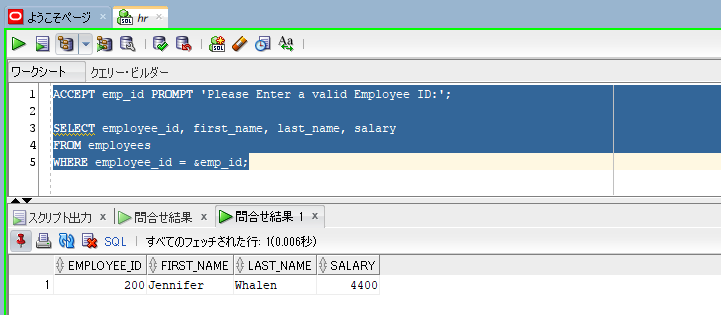 ようこそページ hr
ワークシート クエリー・ビルダー
1 ACCEPT emp_id PROMPT 'Please Enter a valid Employee ID:';
2
3 SELECT employee_id, first_name, last_name, salary
4 FROM employees
5 WHERE employee_id = &emp_id;
スクリプト出力 問合せ結果 問合せ結果 1
SQL すべてのフェッチされた行: 1(0.006秒)
EMPLOYEE_ID FIRST_NAME LAST_NAME SALARY
1 200 Jennifer Whalen 4400